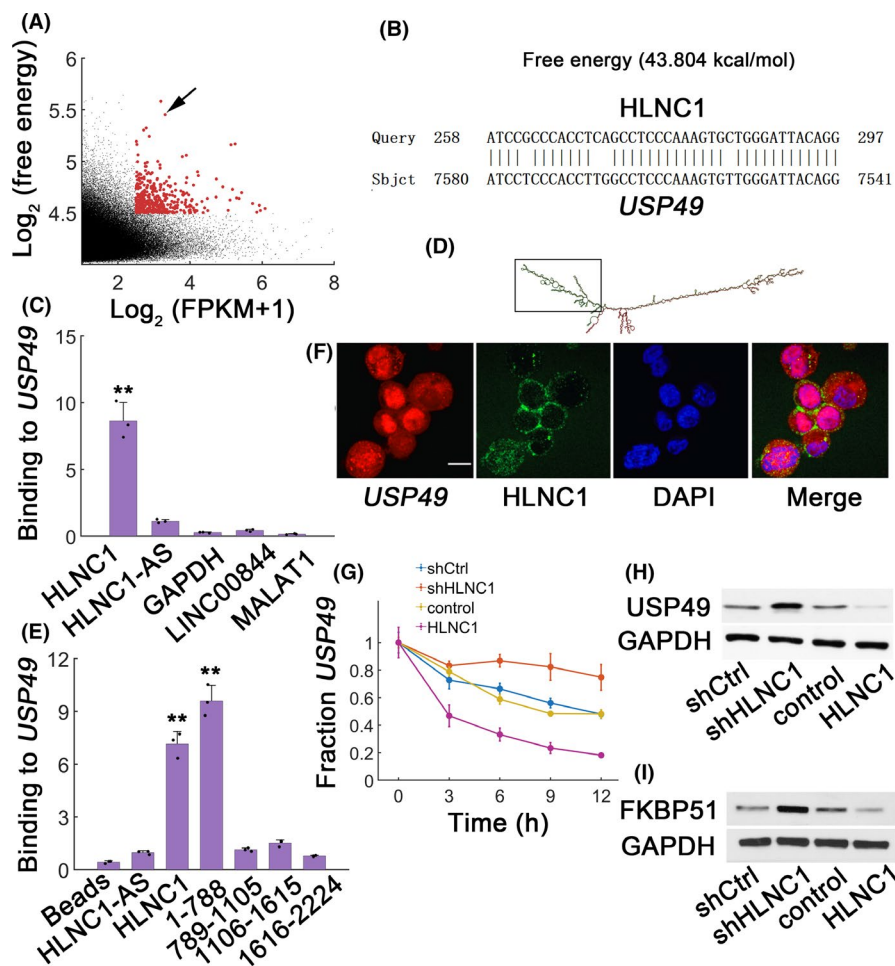 (A)
Log2 (free energy)
6
5.5
5
4.5
2
4
6
8
Log2 (FPKM+1)
(B)
Free energy (43.804 kcal/mol)
HLNC1
Query 258 ATCCGCCCACCTCAGCCTCCCAAAGTGCTGGGATTACAGG 297
Sbjct 7580 ATCCTCCCACCTTGGCCTCCCAAAGTGTTGGGATTACAGG 7541
USP49
(C)
Binding to USP49
15
10
5
0
HLNC1
HLNC1-AS
GAPDH
LINC00844
MALAT1
**
(D)
(E)
Binding to USP49
12
9
6
3
0
Beads
HLNC1-AS
HLNC1
1-788
789-1105
1106-1615
1616-2224
**
**
(F)
USP49
HLNC1
DAPI
Merge
(G)
shCtrl
shHLNC1
control
HLNC1
Fraction USP49
1
0.8
0.6
0.4
0.2
0
0
3
6
9
12
Time (h)
(H)
USP49
GAPDH
shCtrl
shHLNC1
control
HLNC1
(I)
FKBP51
GAPDH
shCtrl
shHLNC1
control
HLNC1